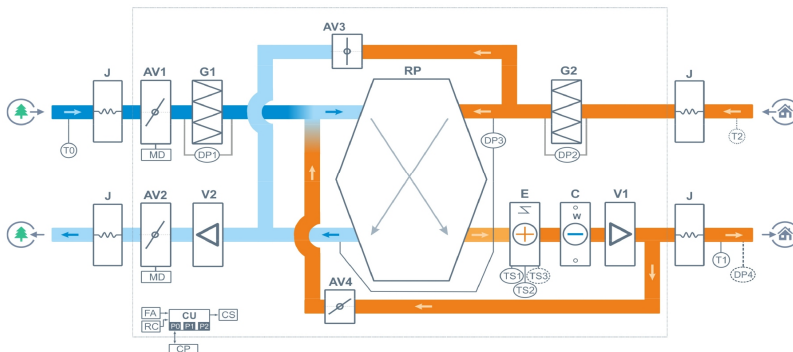 AV3
J AV1 G1 RP G2 J
T0 MD DP1 DP3 DP2 T2
J AV2 V2 E C V1 J
W
MD TS1 TS3 T1
TS2 DP4
AV4
FA CU CS
RC P0 P1 P2
CP